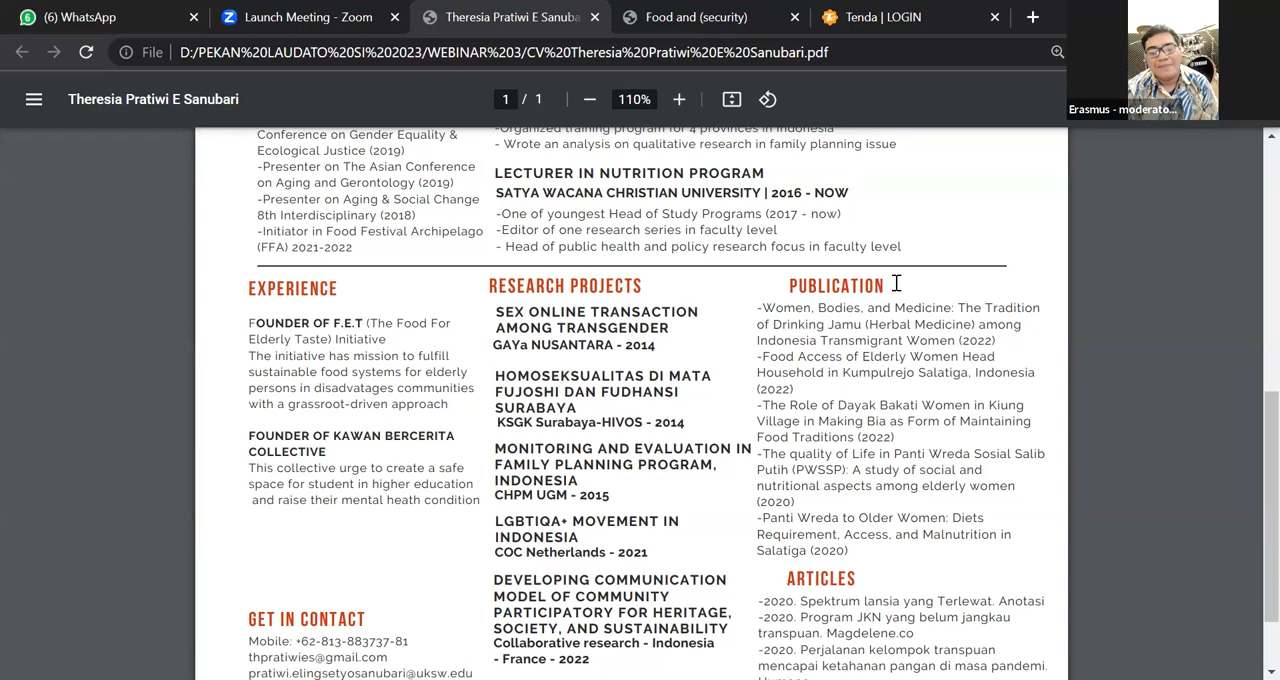 (6) WhatsApp
Launch Meeting - Zoom
Theresia Pratiwi E Sanuba
Food and (security)
Tenda | LOGIN
File
D:/PEKAN%20LAUDATO%20SI%202023/WEBINAR%203/CV%20Theresia%20Pratiwi%20E%20Sanubari.pdf
Theresia Pratiwi E Sanubari
1 / 1
110%
Erasmus - moderato...
Conference on Gender Equality &
Ecological Justice (2019)
-Presenter on The Asian Conference
on Aging and Gerontology (2019)
-Presenter on Aging & Social Change
8th Interdisciplinary (2018)
-Initiator in Food Festival Archipelago
(FFA) 2021-2022
-Organized training program for 4 provinces in Indonesia
- Wrote an analysis on qualitative research in family planning issue
LECTURER IN NUTRITION PROGRAM
SATYA WACANA CHRISTIAN UNIVERSITY | 2016 - NOW
-One of youngest Head of Study Programs (2017 - now)
-Editor of one research series in faculty level
- Head of public health and policy research focus in faculty level
EXPERIENCE
FOUNDER OF F.E.T (The Food For
Elderly Taste) Initiative
The initiative has mission to fulfill
sustainable food systems for elderly
persons in disadvatages communities
with a grassroot-driven approach
FOUNDER OF KAWAN BERCERITA
COLLECTIVE
This collective urge to create a safe
space for student in higher education
and raise their mental heath condition
GET IN CONTACT
Mobile: +62-813-883737-81
thpratiwies@gmail.com
pratiwi.elingsetyosanubari@uksw.edu
RESEARCH PROJECTS
SEX ONLINE TRANSACTION
AMONG TRANSGENDER
GAYa NUSANTARA - 2014
HOMOSEKSUALITAS DI MATA
FUJOSHI DAN FUDHANSI
SURABAYA
KSGK Surabaya-HIVOS - 2014
MONITORING AND EVALUATION IN
FAMILY PLANNING PROGRAM,
INDONESIA
CHPM UGM - 2015
LGBTIQA+ MOVEMENT IN
INDONESIA
COC Netherlands - 2021
DEVELOPING COMMUNICATION
MODEL OF COMMUNITY
PARTICIPATORY FOR HERITAGE,
SOCIETY, AND SUSTAINABILITY
Collaborative research - Indonesia
- France - 2022
PUBLICATION
-Women, Bodies, and Medicine: The Tradition
of Drinking Jamu (Herbal Medicine) among
Indonesia Transmigrant Women (2022)
-Food Access of Elderly Women Head
Household in Kumpulrejo Salatiga, Indonesia
(2022)
-The Role of Dayak Bakati Women in Kiung
Village in Making Bia as Form of Maintaining
Food Traditions (2022)
-The quality of Life in Panti Wreda Sosial Salib
Putih (PWSSP): A study of social and
nutritional aspects among elderly women
(2020)
-Panti Wreda to Older Women: Diets
Requirement, Access, and Malnutrition in
Salatiga (2020)
ARTICLES
-2020. Spektrum lansia yang Terlewat. Anotasi
-2020. Program JKN yang belum jangkau
transpuan. Magdelene.co
-2020. Perjalanan kelompok transpuan
mencapai ketahanan pangan di masa pandemi.